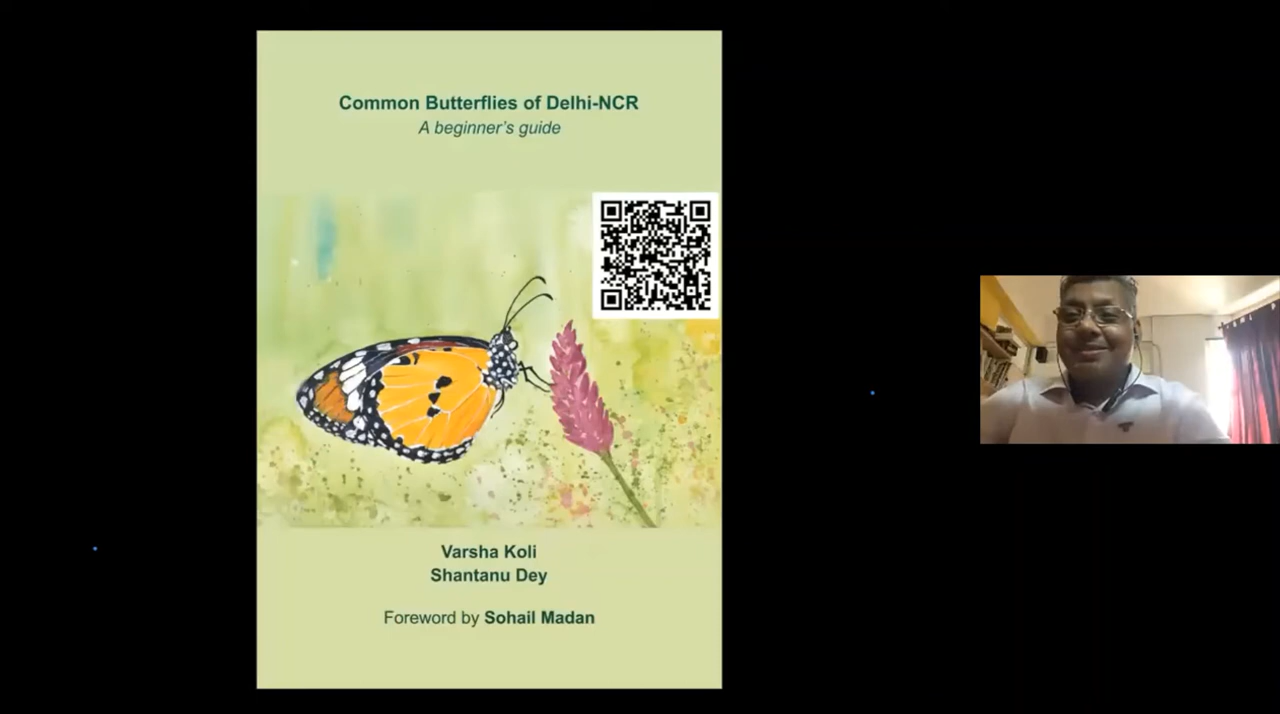 Common Butterflies of Delhi-NCR
A beginner's guide
Varsha Koli
Shantanu Dey
Foreword by Sohail Madan